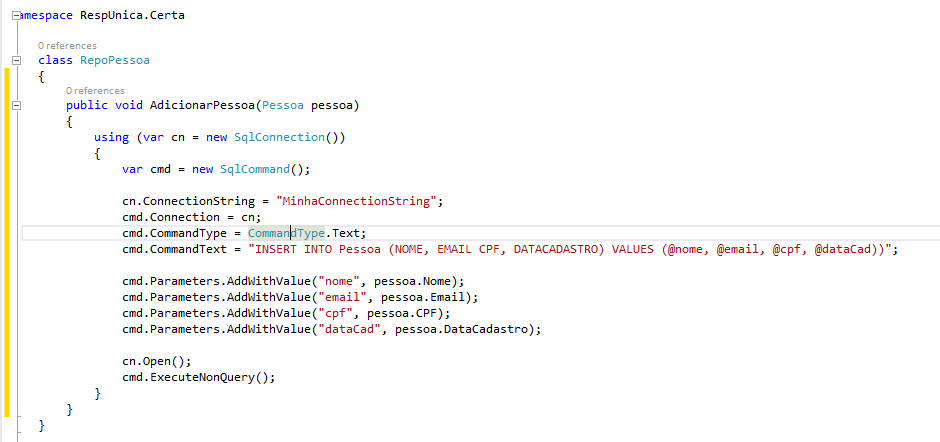 amespace RespUnica.Certa
0 references
class RepoPessoa
{
0 references
public void AdicionarPessoa(Pessoa pessoa)
{
using (var cn = new SqlConnection())
{
var cmd = new SqlCommand();
cn.ConnectionString = "MinhaConnectionString";
cmd.Connection = cn;
cmd.CommandType = CommandType.Text;
cmd.CommandText = "INSERT INTO Pessoa (NOME, EMAIL CPF, DATACADASTRO) VALUES (@nome, @email, @cpf, @dataCad))";
cmd.Parameters.AddWithValue("nome", pessoa.Nome);
cmd.Parameters.AddWithValue("email", pessoa.Email);
cmd.Parameters.AddWithValue("cpf", pessoa.CPF);
cmd.Parameters.AddWithValue("dataCad", pessoa.DataCadastro);
cn.Open();
cmd.ExecuteNonQuery();
}
}
}